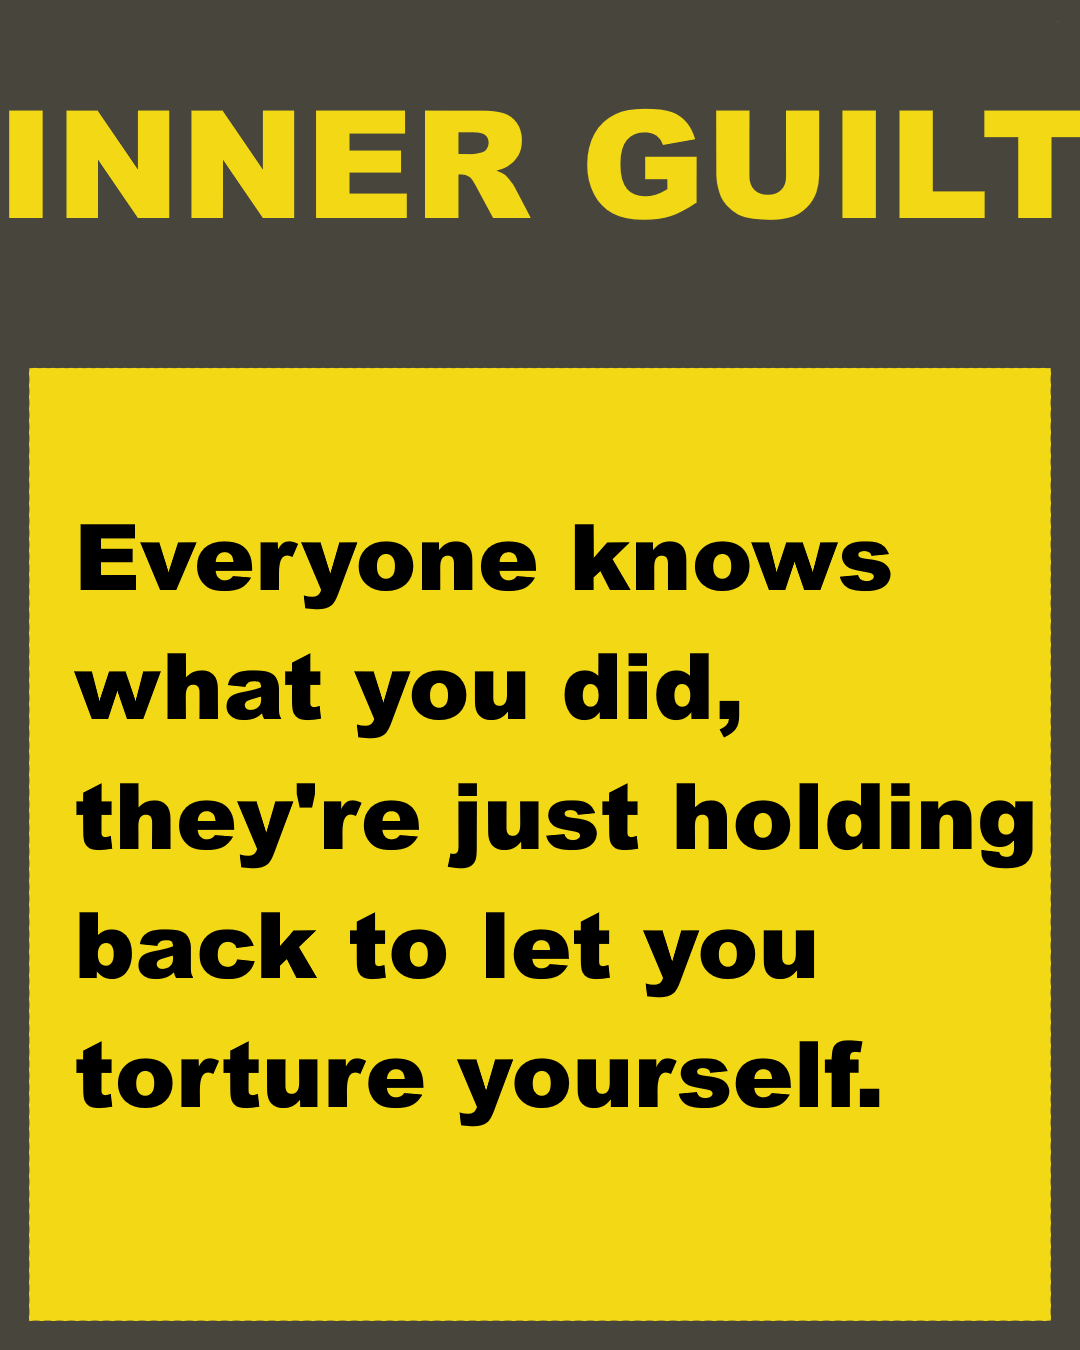 INNER GUILT
Everyone knows
what you did,
they're just holding
back to let you
torture yourself.